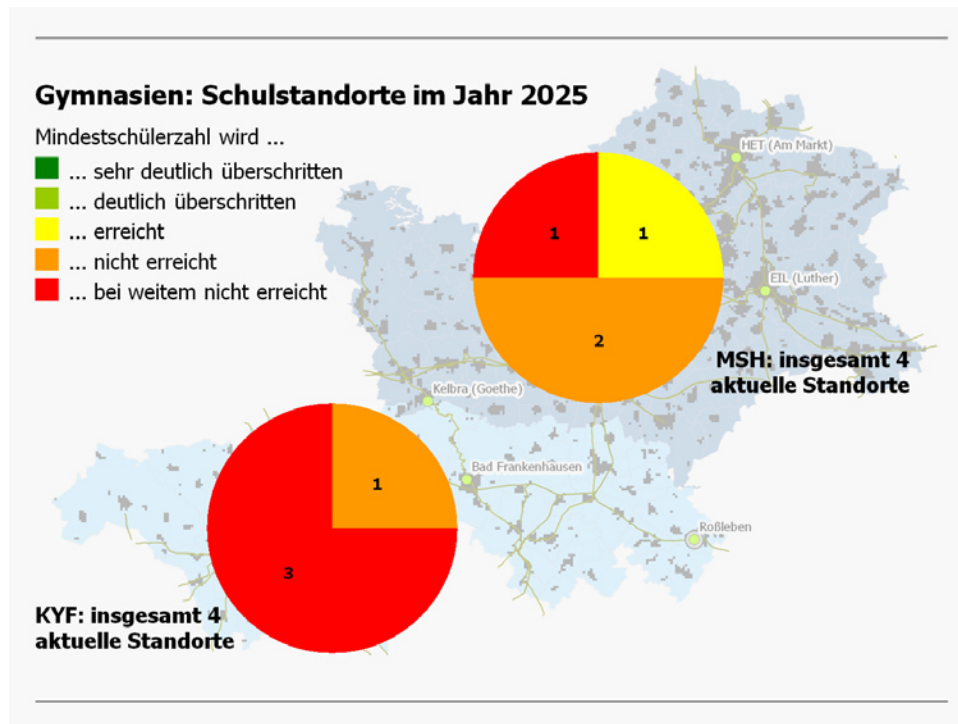 Gymnasien: Schulstandorte im Jahr 2025
Mindestschülerzahl wird ...
... sehr deutlich überschritten
... deutlich überschritten
... erreicht
... nicht erreicht
... bei weitem nicht erreicht
HET (Am Markt)
1
1
EIL (Luther)
2
MSH: insgesamt 4
aktuelle Standorte
Kelbra (Goethe)
Bad Frankenhausen
1
Roßleben
3
KYF: insgesamt 4
aktuelle Standorte